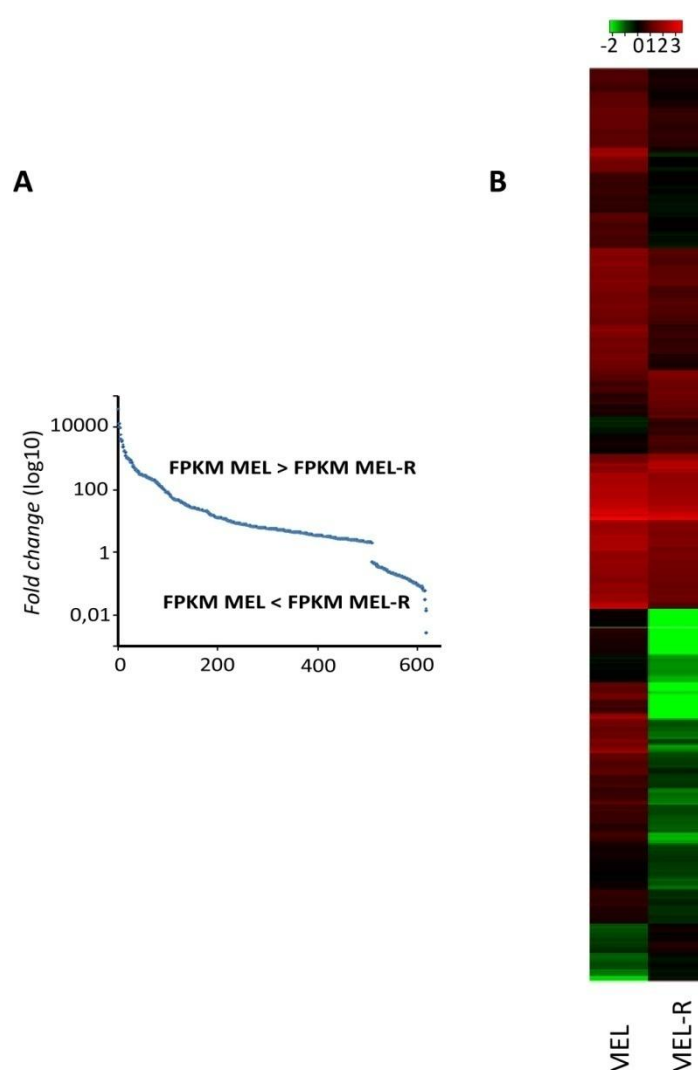 -2 0123
A
B
Fold change (log10)
10000
100
1
0,01
FPKM MEL > FPKM MEL-R
FPKM MEL < FPKM MEL-R
0 200 400 600
MEL
MEL-R